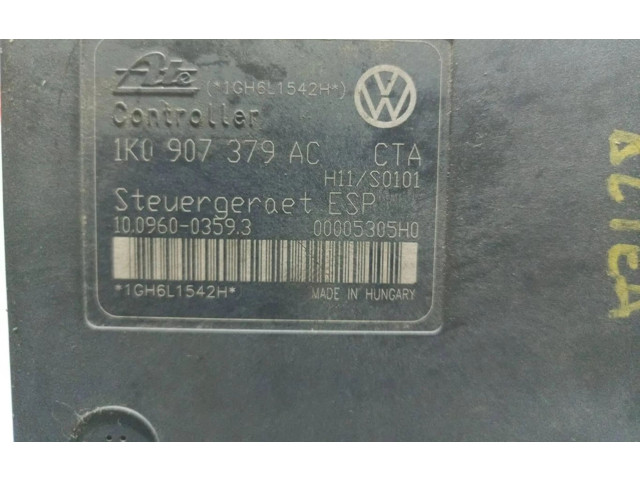 Ate (*1GH6L1542H*)
Controller
1K0 907 379 AC CTA
H11/S0101
Steuergeraet ESP
10.0960-0359.3 00005305H0
*1GH6L1542H* MADE IN HUNGARY
VW